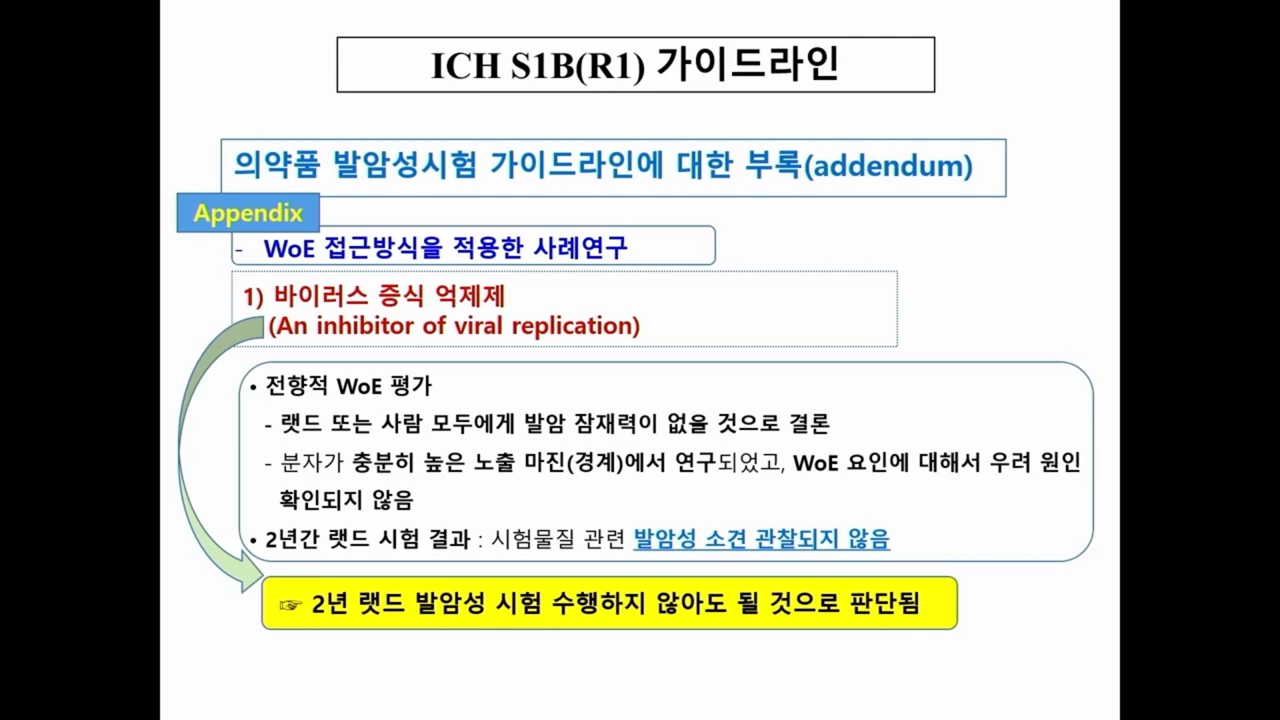 ICH S1B(R1) 가이드라인
의약품 발암성시험 가이드라인에 대한 부록(addendum)
Appendix
- WoE 접근방식을 적용한 사례연구
1) 바이러스 증식 억제제
(An inhibitor of viral replication)
• 전향적 WoE 평가
- 랫드 또는 사람 모두에게 발암 잠재력이 없을 것으로 결론
- 분자가 충분히 높은 노출 마진(경계)에서 연구되었고, WoE 요인에 대해서 우려 원인
확인되지 않음
• 2년간 랫드 시험 결과 : 시험물질 관련 발암성 소견 관찰되지 않음
☞ 2년 랫드 발암성 시험 수행하지 않아도 될 것으로 판단됨